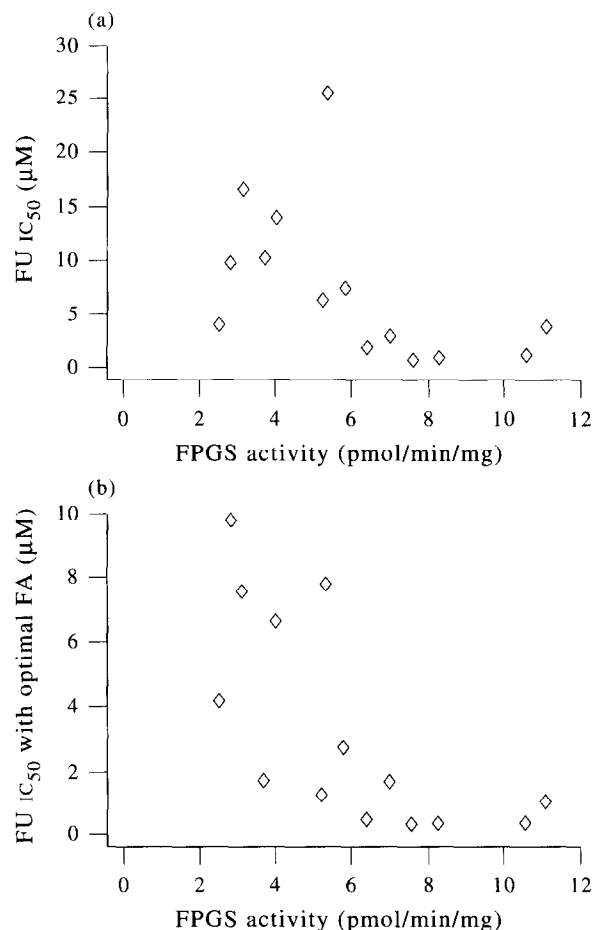 (a)
30
25
20
15
10
5
0
FU IC50 (μM)
0 2 4 6 8 10 12
FPGS activity (pmol/min/mg)
(b)
10
8
6
4
2
0
FU IC50 with optimal FA (μM)
0 2 4 6 8 10 12
FPGS activity (pmol/min/mg)